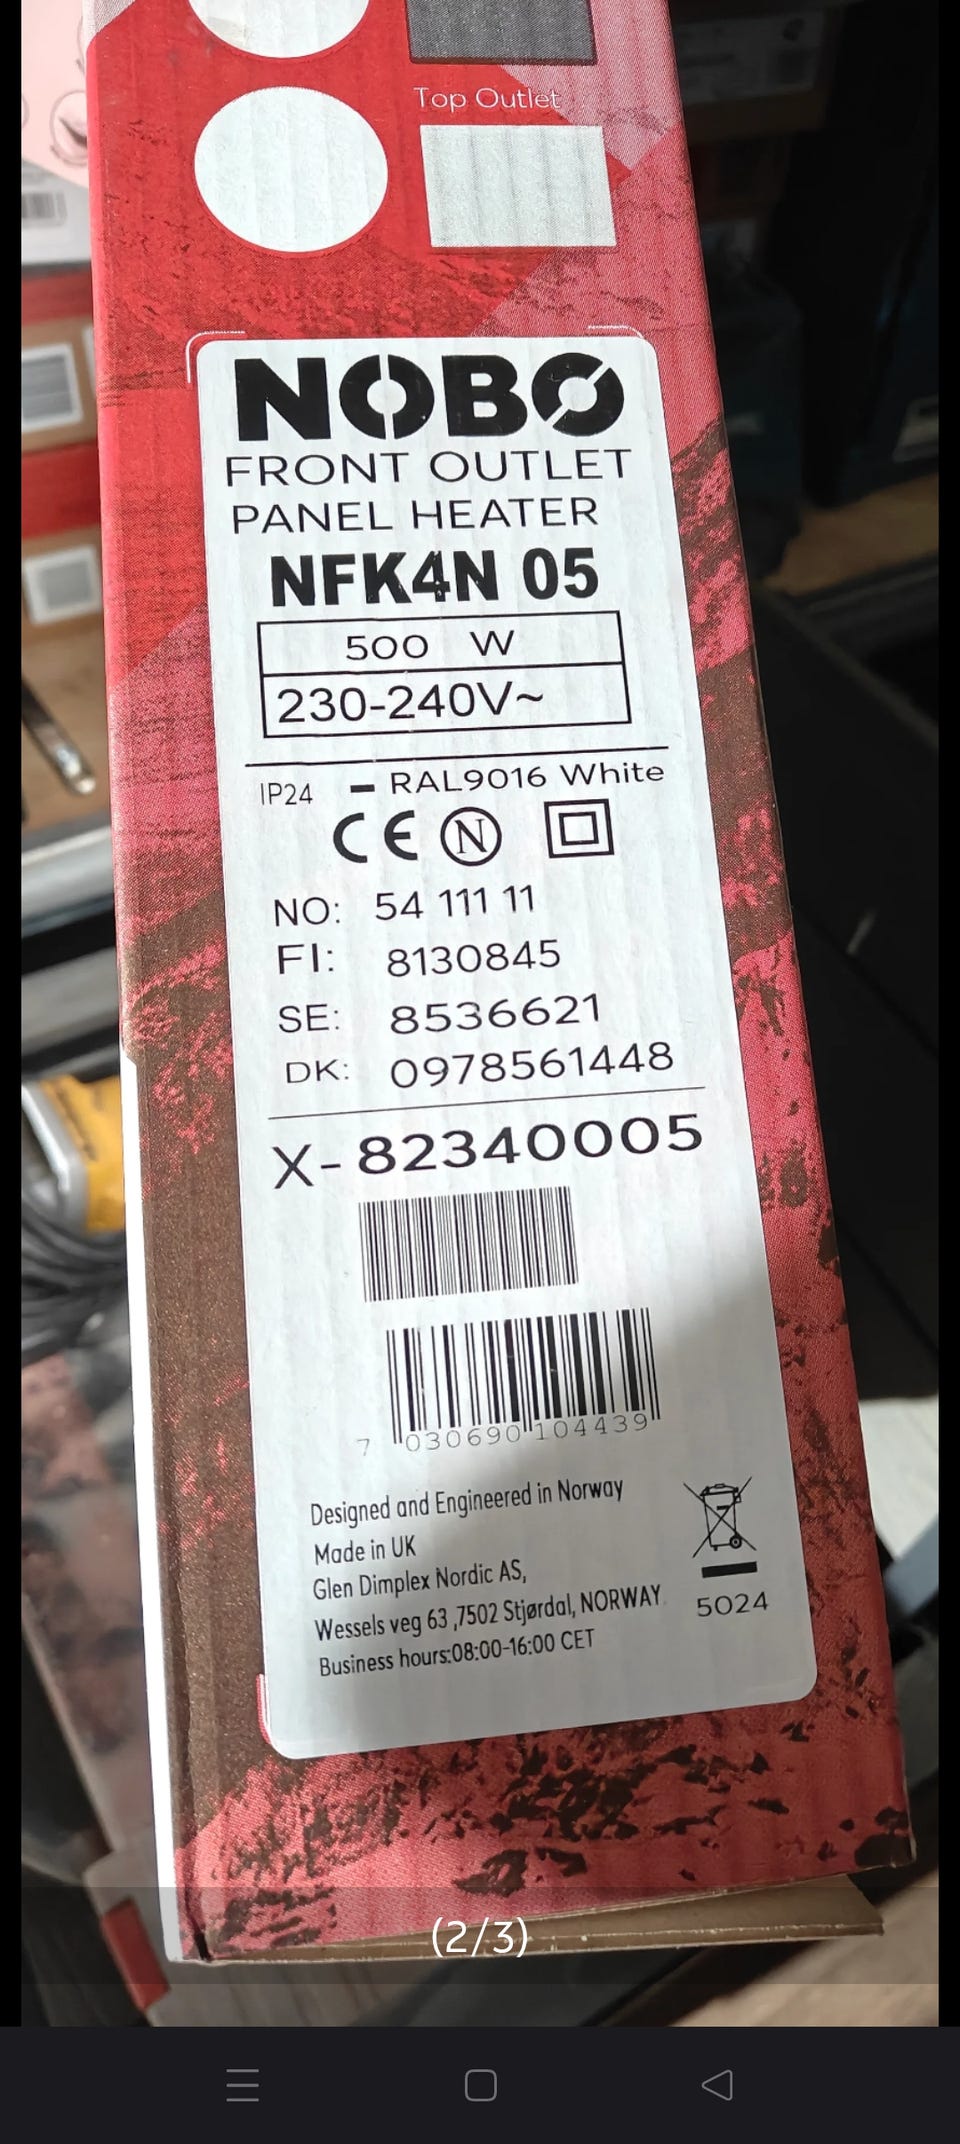 Top Outlet
NOBØ
FRONT OUTLET
PANEL HEATER
NFK4N 05
500 W
230-240V~
IP24 - RAL9016 White
CE N
NO: 54 111 11
FI: 8130845
SE: 8536621
DK: 0978561448
X-82340005
7 030690 104439
Designed and Engineered in Norway
Made in UK
Glen Dimplex Nordic AS,
Wessels veg 63 ,7502 Stjørdal, NORWAY
Business hours:08:00-16:00 CET
5024
(2/3)